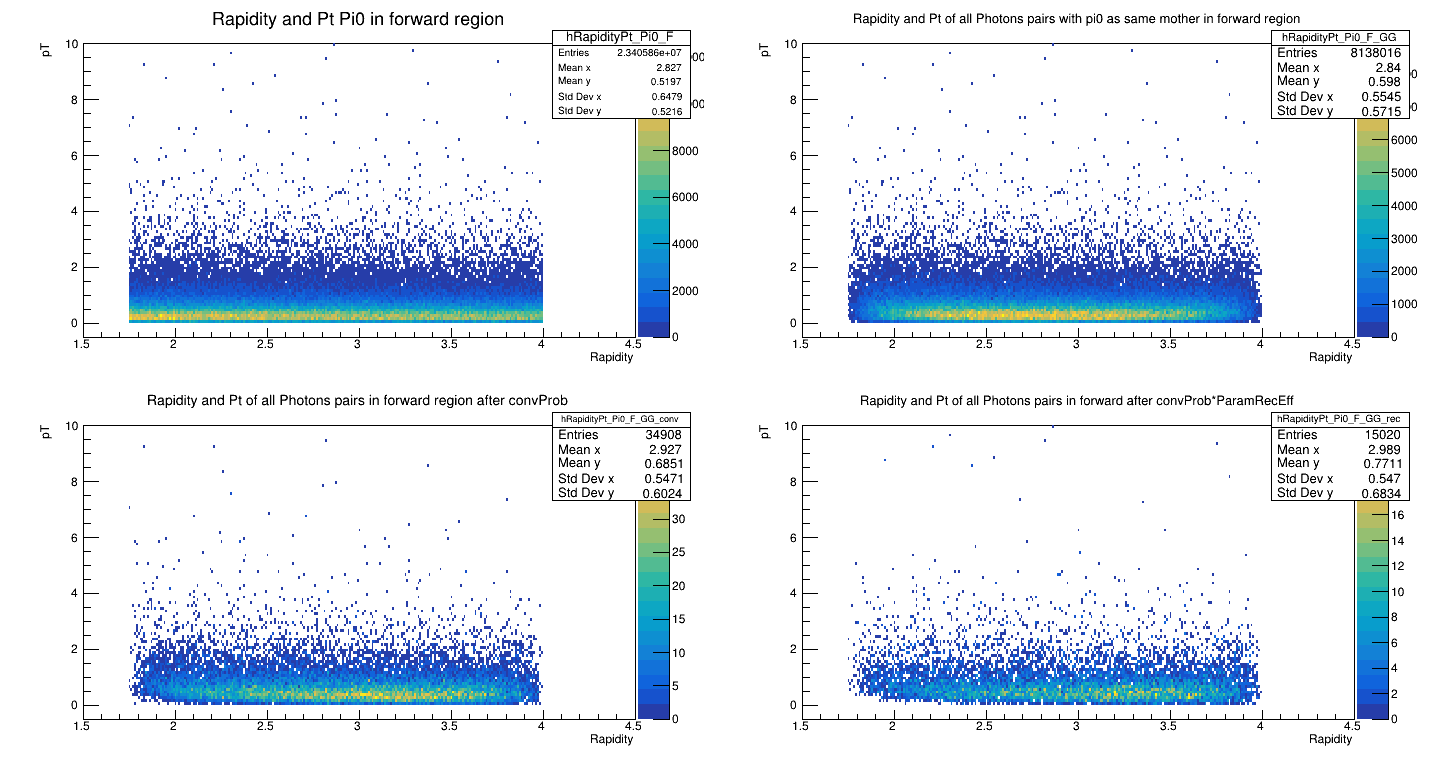 Rapidity and Pt Pi0 in forward region
hRapidityPt_Pi0_F
Entries 2.340586e+07
Mean x 2.827
Mean y 0.5197
Std Dev x 0.6479
Std Dev y 0.5216
pT
10
8
6
4
2
0
1.5 2 2.5 3 3.5 4 4.5
Rapidity
8000
6000
4000
2000
0
Rapidity and Pt of all Photons pairs with pi0 as same mother in forward region
hRapidityPt_Pi0_F_GG
Entries 8138016
Mean x 2.84
Mean y 0.598
Std Dev x 0.5545
Std Dev y 0.5715
pT
10
8
6
4
2
0
1.5 2 2.5 3 3.5 4 4.5
Rapidity
6000
5000
4000
3000
2000
1000
0
Rapidity and Pt of all Photons pairs in forward region after convProb
hRapidityPt_Pi0_F_GG_conv
Entries 34908
Mean x 2.927
Mean y 0.6851
Std Dev x 0.5471
Std Dev y 0.6024
pT
10
8
6
4
2
0
1.5 2 2.5 3 3.5 4 4.5
Rapidity
30
25
20
15
10
5
0
Rapidity and Pt of all Photons pairs in forward after convProb*ParamRecEff
hRapidityPt_Pi0_F_GG_rec
Entries 15020
Mean x 2.989
Mean y 0.7711
Std Dev x 0.547
Std Dev y 0.6834
pT
10
8
6
4
2
0
1.5 2 2.5 3 3.5 4 4.5
Rapidity
16
14
12
10
8
6
4
2
0